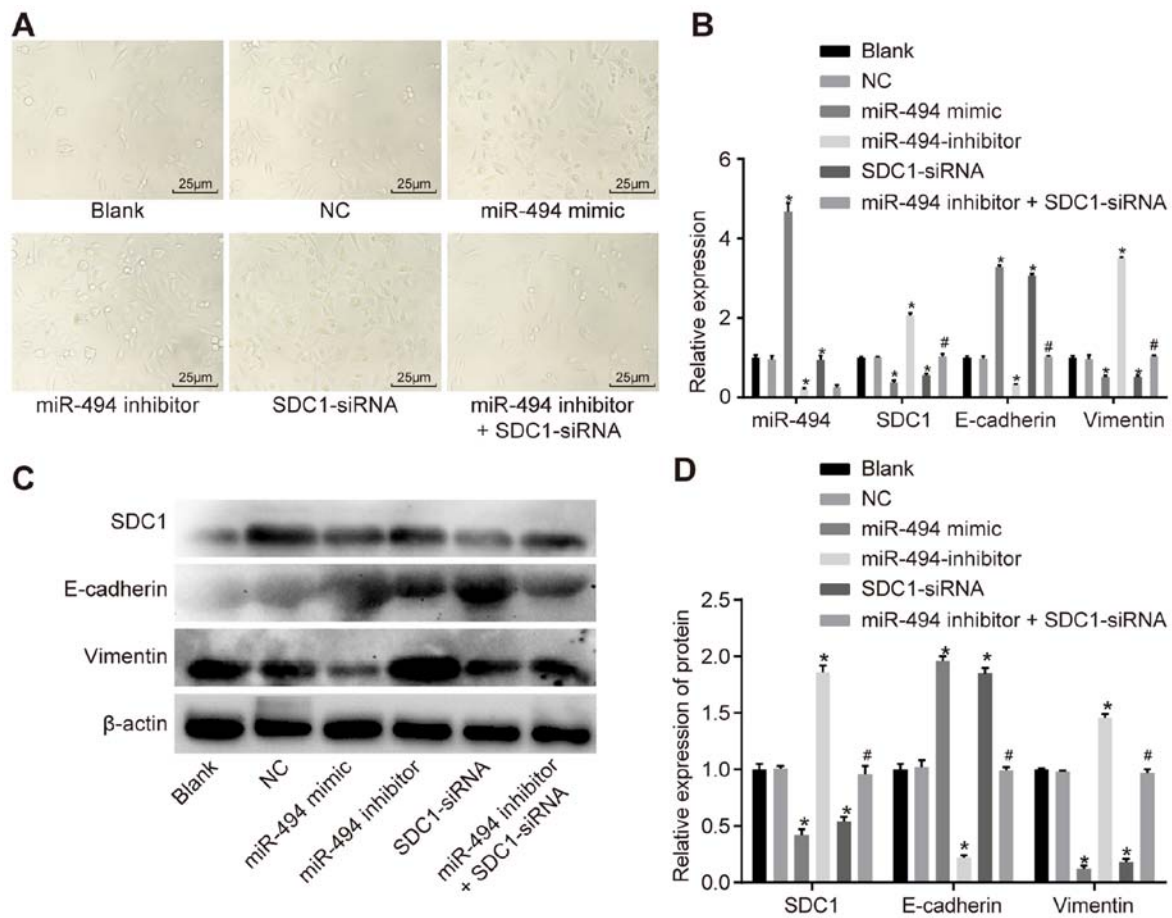 A
25μm
25μm
25μm
Blank
NC
miR-494 mimic
25μm
25μm
25μm
miR-494 inhibitor
SDC1-siRNA
miR-494 inhibitor
+ SDC1-siRNA
B
Blank
NC
miR-494 mimic
miR-494-inhibitor
SDC1-siRNA
miR-494 inhibitor + SDC1-siRNA
Relative expression
6
4
2
0
*
*
*
*
*
*
#
*
*
*
#
*
*
*
#
miR-494
SDC1
E-cadherin
Vimentin
C
SDC1
E-cadherin
Vimentin
β-actin
Blank
NC
miR-494 mimic
miR-494 inhibitor
SDC1-siRNA
miR-494 inhibitor
+ SDC1-siRNA
D
Blank
NC
miR-494 mimic
miR-494-inhibitor
SDC1-siRNA
miR-494 inhibitor + SDC1-siRNA
Relative expression of protein
2.5
2.0
1.5
1.0
0.5
0.0
*
*
*
#
*
*
*
#
*
*
*
#
SDC1
E-cadherin
Vimentin